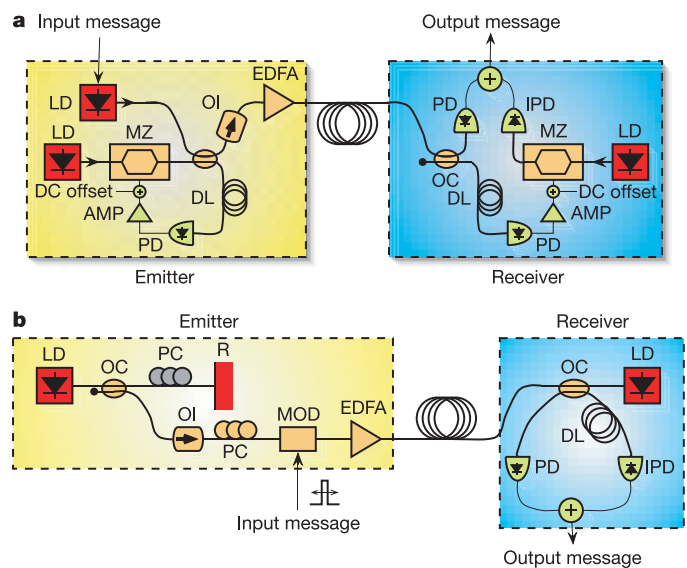 a
Input message
Output message
EDFA
LD
OI
PD
IPD
LD
MZ
MZ
LD
OC
DC offset
DL
DL
DC offset
AMP
AMP
PD
PD
Emitter
Receiver
b
Emitter
Receiver
LD
OC
PC
R
OC
LD
OI
MOD
EDFA
DL
PC
PD
IPD
Input message
Output message